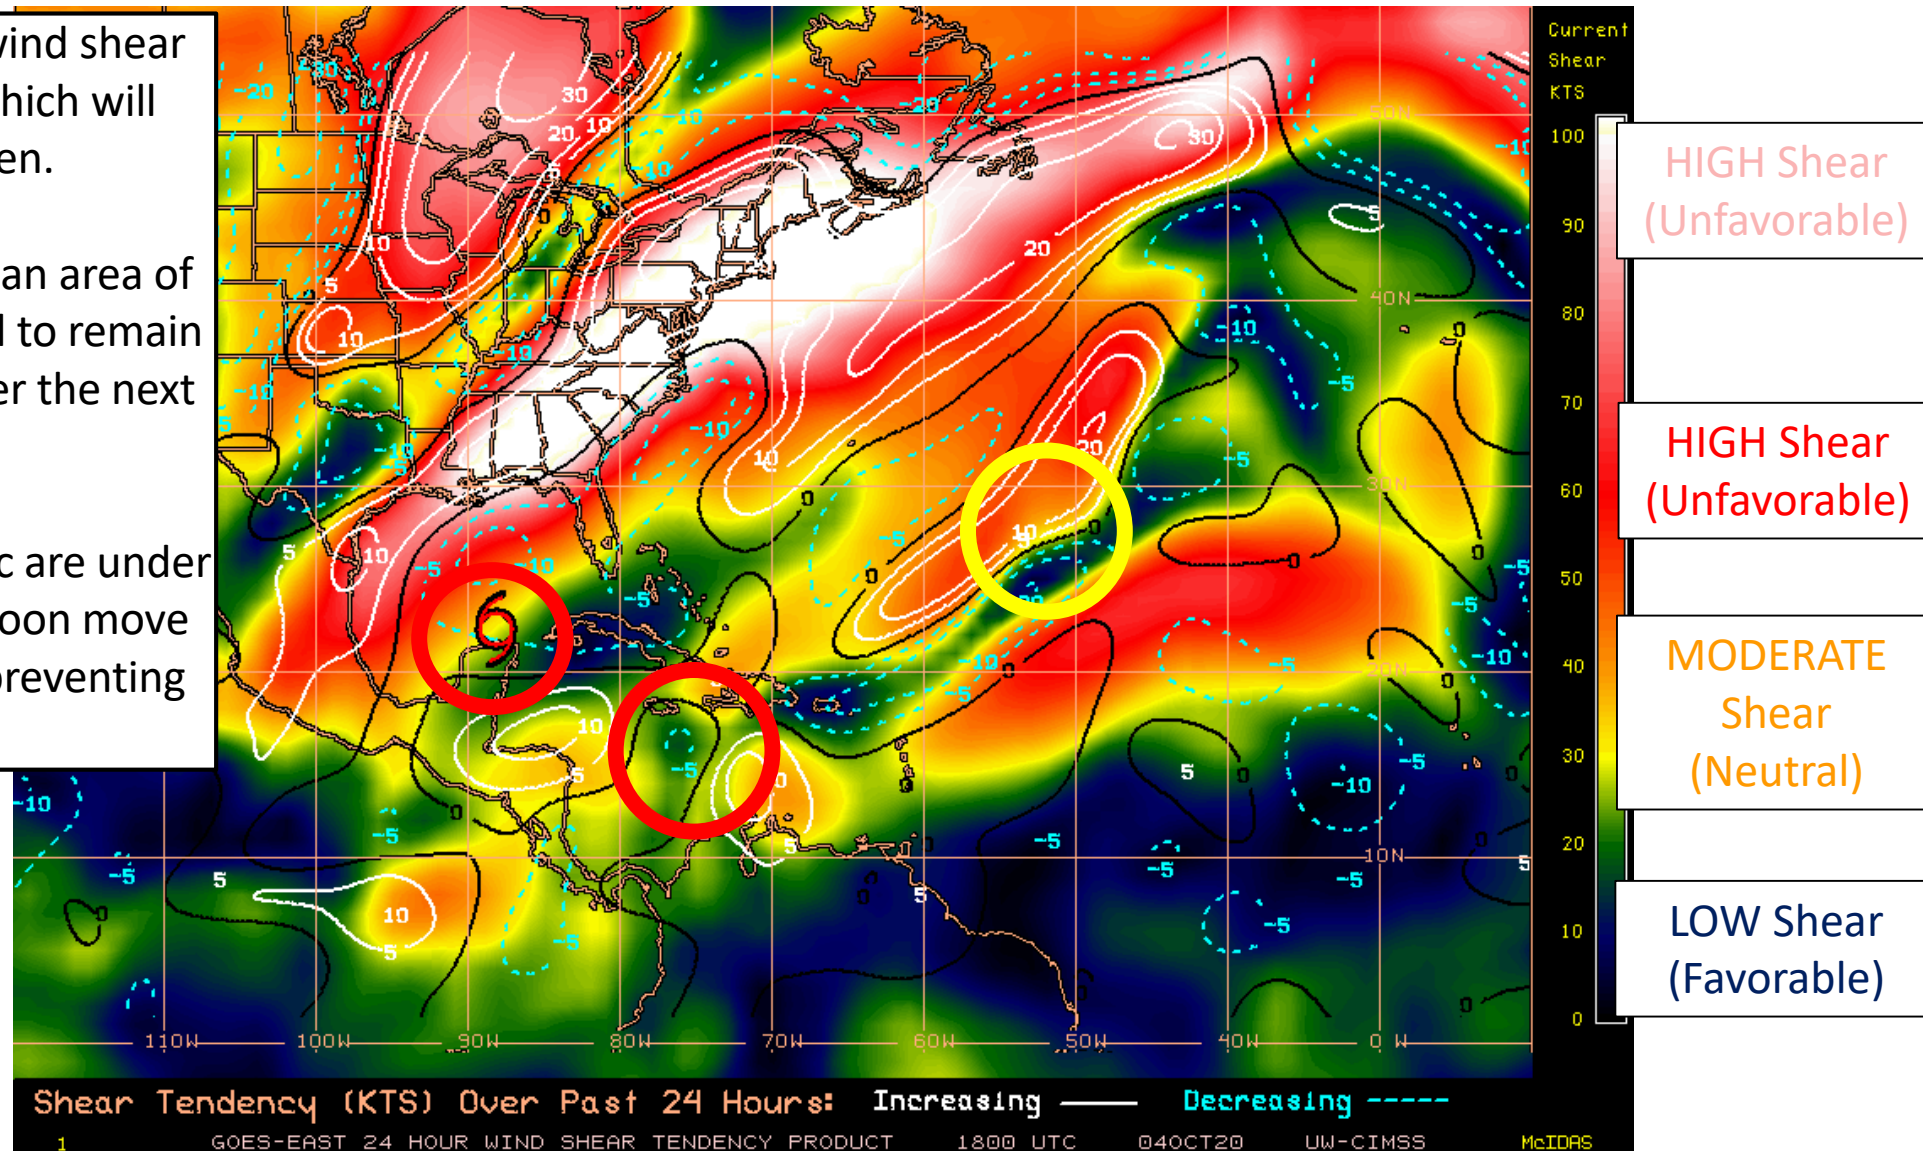 wind shear
which will
en.
an area of
to remain
er the next
are under
oon move
preventing
Current
Shear
KTS
100
90
80
70
60
50
40
30
20
10
0
HIGH Shear
(Unfavorable)
HIGH Shear
(Unfavorable)
MODERATE
Shear
(Neutral)
LOW Shear
(Favorable)
50N
40N
30N
20N
10N
110W
100W
90W
80W
70W
60W
50W
40W
0 W
Shear Tendency (KTS) Over Past 24 Hours: Increasing Decreasing
1 GOES-EAST 24 HOUR WIND SHEAR TENDENCY PRODUCT 1800 UTC 04OCT20 UW-CIMSS McIDAS